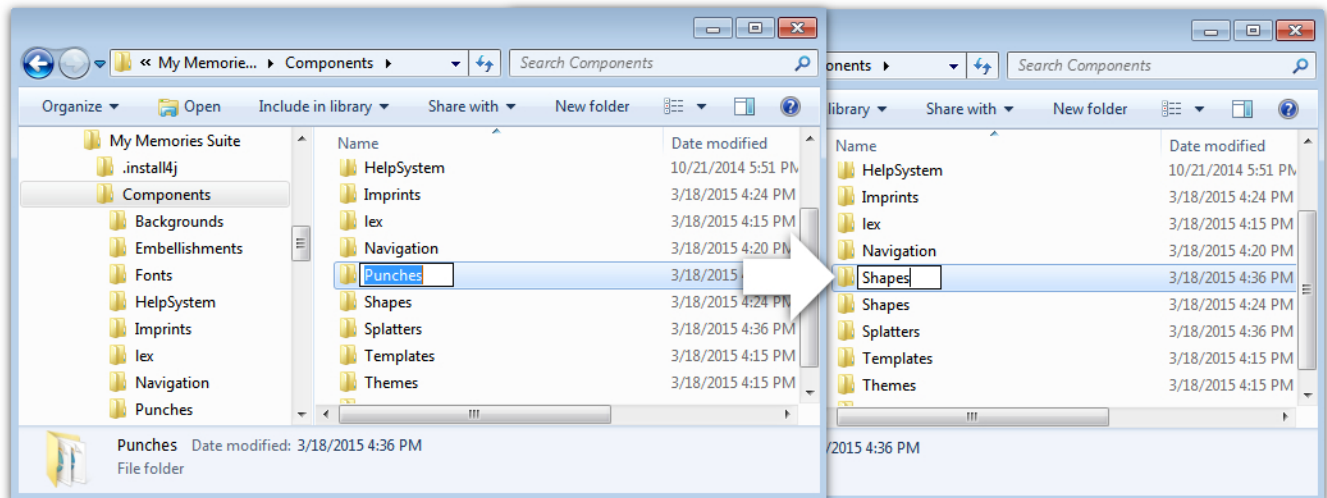 « My Memorie... Components
Search Components
Organize Open Include in library Share with New folder
My Memories Suite
.install4j
Components
Backgrounds
Embellishments
Fonts
HelpSystem
Imprints
lex
Navigation
Punches
Name Date modified
HelpSystem 10/21/2014 5:51 PM
Imprints 3/18/2015 4:24 PM
lex 3/18/2015 4:15 PM
Navigation 3/18/2015 4:20 PM
Punches 3/18/2015
Shapes 3/18/2015 4:24 PM
Splatters 3/18/2015 4:36 PM
Templates 3/18/2015 4:15 PM
Themes 3/18/2015 4:15 PM
Punches Date modified: 3/18/2015 4:36 PM
File folder
onents
Search Components
library Share with New folder
Name Date modified
HelpSystem 10/21/2014 5:51 PM
Imprints 3/18/2015 4:24 PM
lex 3/18/2015 4:15 PM
Navigation 3/18/2015 4:20 PM
Shapes 3/18/2015 4:36 PM
Shapes 3/18/2015 4:24 PM
Splatters 3/18/2015 4:36 PM
Templates 3/18/2015 4:15 PM
Themes 3/18/2015 4:15 PM
/2015 4:36 PM